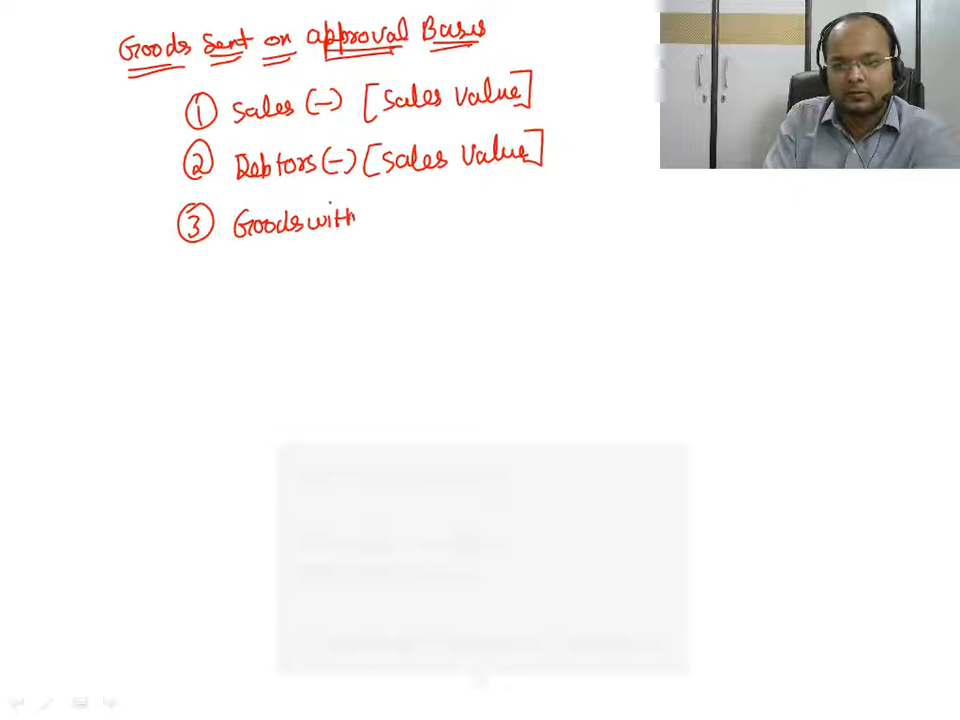 Goods Sent on approval Basis
① Sales (-) [Sales value]
② Debtors (-) [Sales value]
③ Goods with